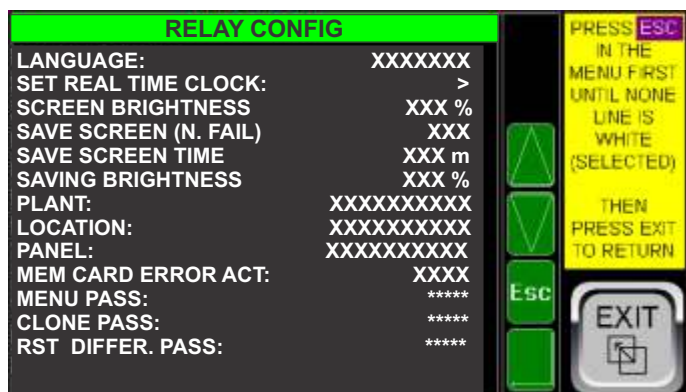 RELAY CONFIG
LANGUAGE: XXXXXXX
SET REAL TIME CLOCK: >
SCREEN BRIGHTNESS XXX %
SAVE SCREEN (N. FAIL) XXX
SAVE SCREEN TIME XXX m
SAVING BRIGHTNESS XXX %
PLANT: XXXXXXXXXX
LOCATION: XXXXXXXXXX
PANEL: XXXXXXXXXX
MEM CARD ERROR ACT: XXXX
MENU PASS: *****
CLONE PASS: *****
RST DIFFER. PASS: *****
Esc
PRESS ESC
IN THE
MENU FIRST
UNTIL NONE
LINE IS
WHITE
(SELECTED)
THEN
PRESS EXIT
TO RETURN
EXIT